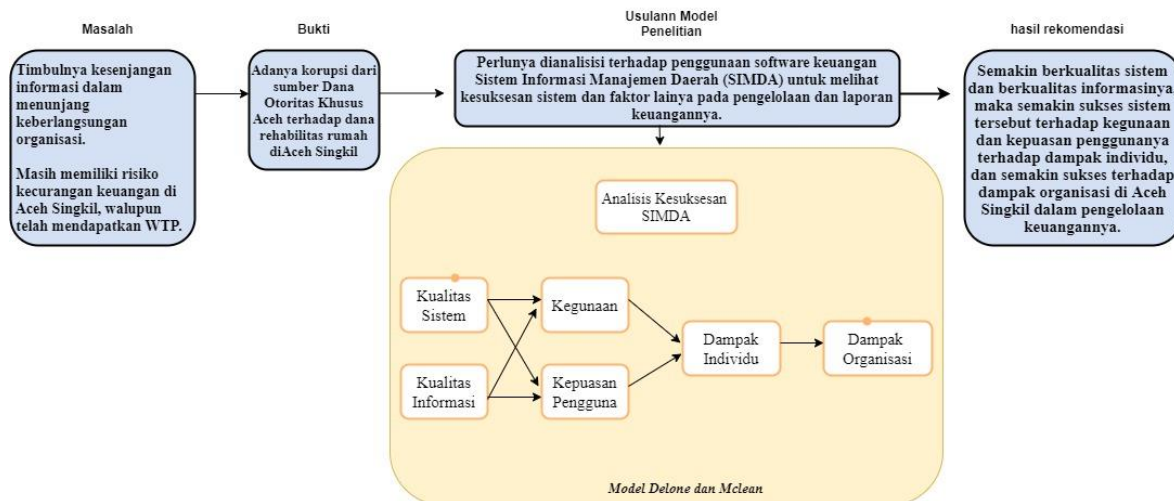 Masalah
Timbulnya kesenjangan
informasi dalam
menunjang
keberlangsungan
organisasi.
Masih memiliki risiko
kecurangan keuangan di
Aceh Singkil, walupun
telah mendapatkan WTP.
Bukti
Adanya korupsi dari
sumber Dana
Otoritas Khusus
Aceh terhadap dana
rehabilitas rumah
diAceh Singkil
Usulann Model
Penelitian
Perlunya dianalisisi terhadap penggunaan software keuangan
Sistem Informasi Manajemen Daerah (SIMDA) untuk melihat
kesuksesan sistem dan faktor lainya pada pengelolaan dan laporan
keuangannya.
hasil rekomendasi
Semakin berkualitas sistem
dan berkualitas informasinya,
maka semakin sukses sistem
tersebut terhadap kegunaan
dan kepuasan penggunanya
terhadap dampak individu,
dan semakin sukses terhadap
dampak organisasi di Aceh
Singkil dalam pengelolaan
keuangannya.
Analisis Kesuksesan
SIMDA
Kualitas
Sistem
Kegunaan
Dampak
Individu
Dampak
Organisasi
Kualitas
Informasi
Kepuasan
Pengguna
Model Delone dan Mclean